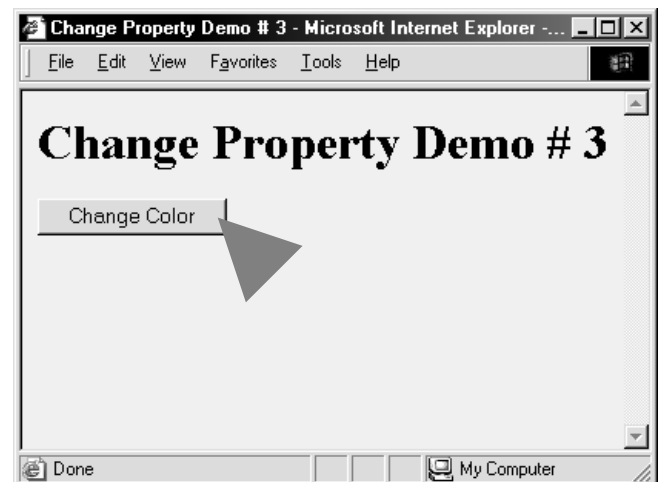 Change Property Demo # 3 - Microsoft Internet Explorer -...
File Edit View Favorites Tools Help
Change Property Demo # 3
Change Color
Done My Computer